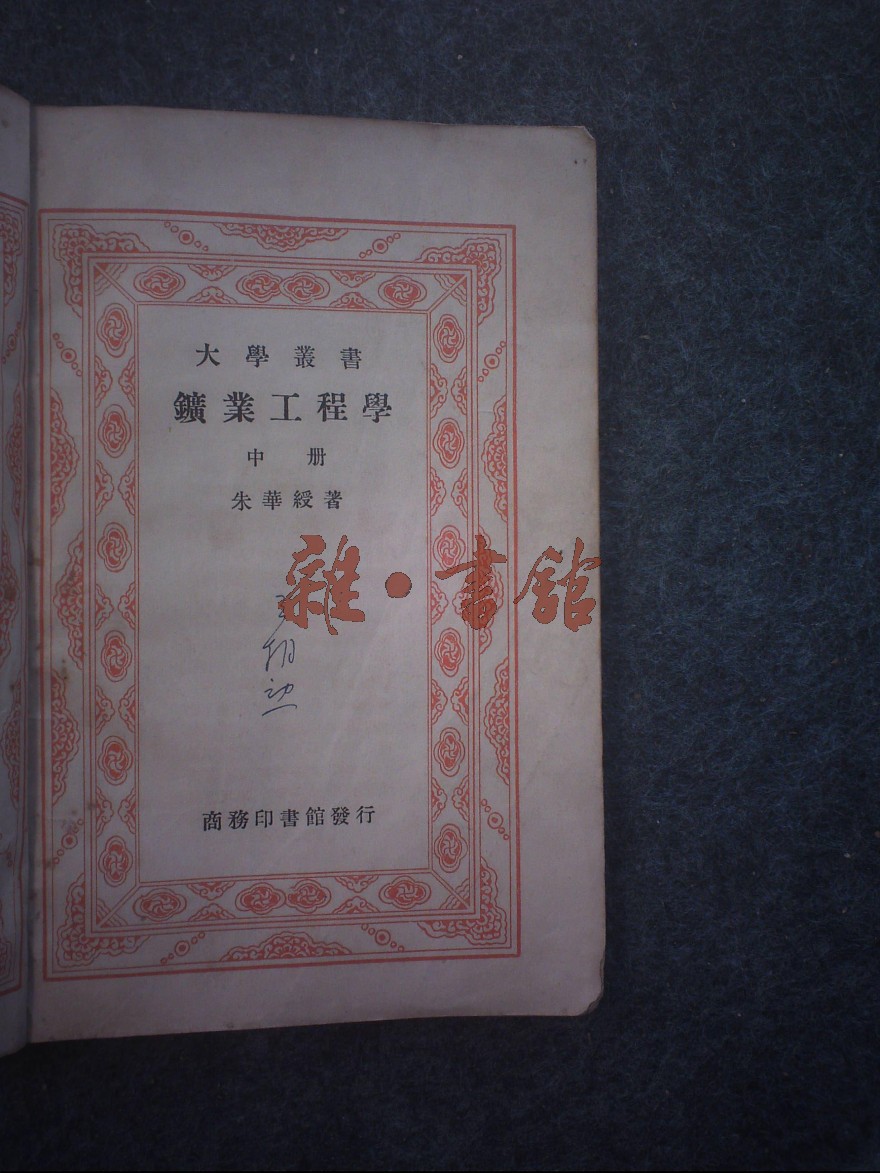 大學叢書
鑛業工程學
中册
朱華綬著
雜·書館
商務印書館發行